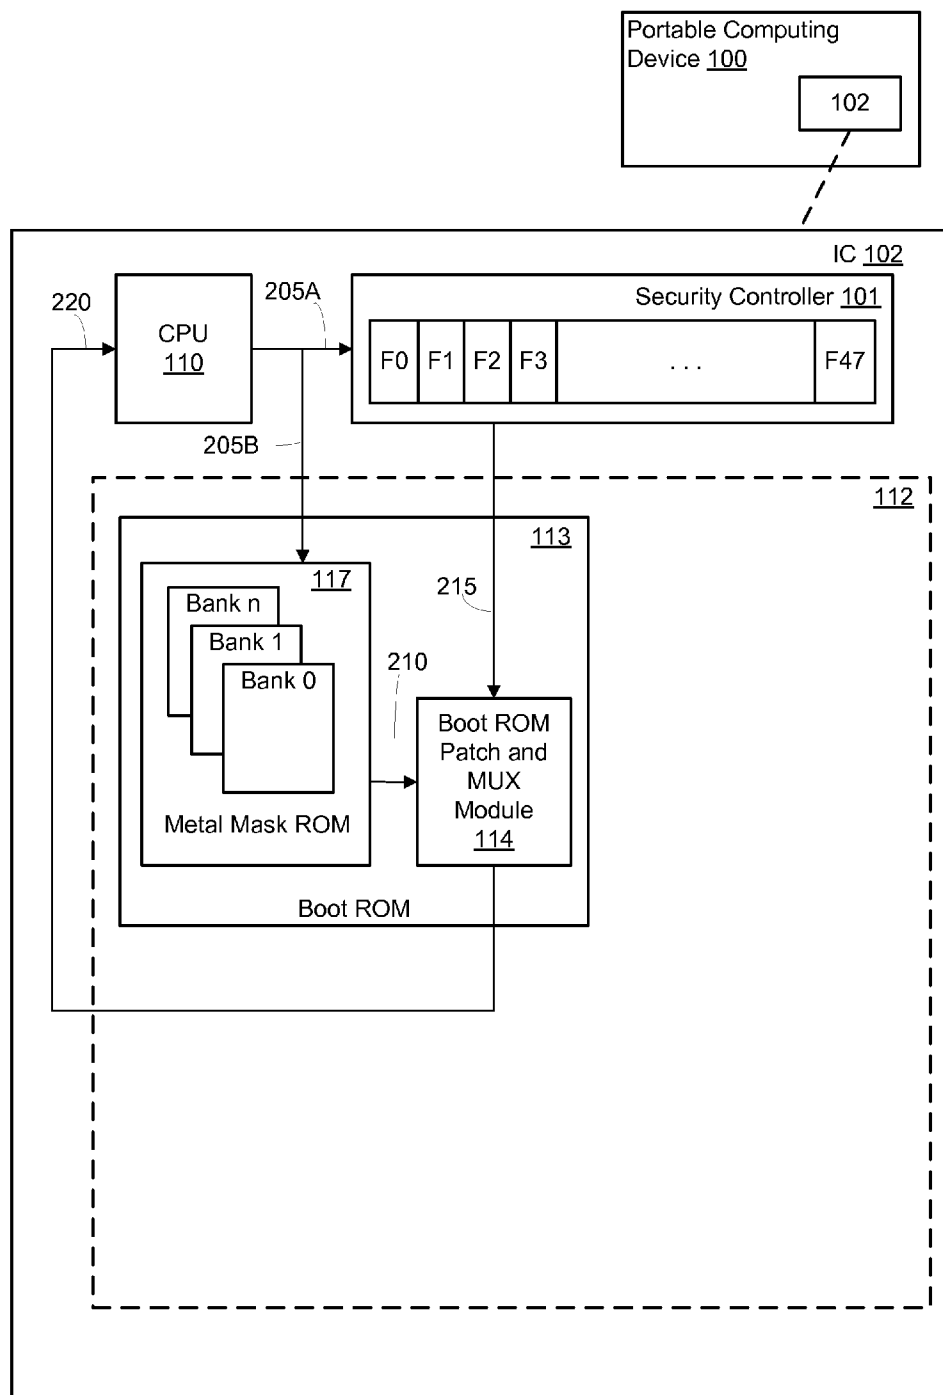 Portable Computing
Device 100
102
IC 102
220
205A
CPU
110
Security Controller 101
F0 F1 F2 F3 . . . F47
205B
112
113
117
215
Bank n
Bank 1
Bank 0
210
Boot ROM
Patch and
MUX
Module
114
Metal Mask ROM
Boot ROM